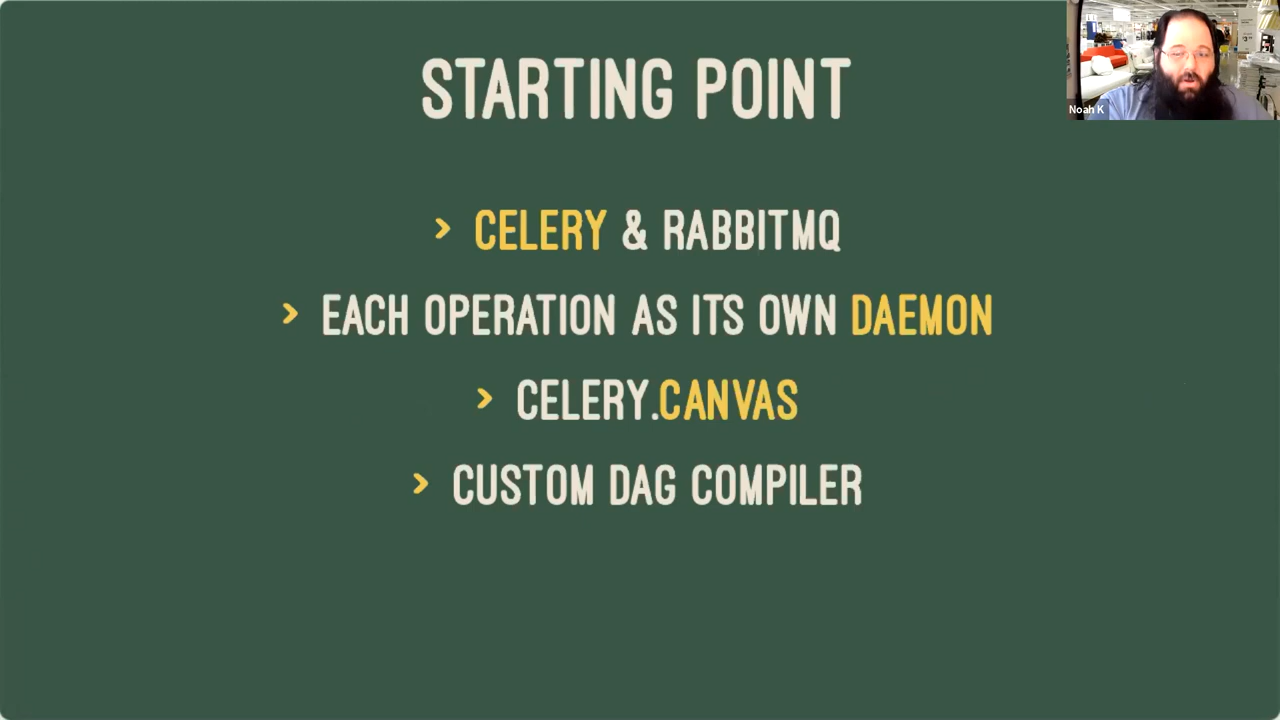 STARTING POINT
> CELERY & RABBITMQ
> EACH OPERATION AS ITS OWN DAEMON
> CELERY.CANVAS
> CUSTOM DAG COMPILER
Noah K